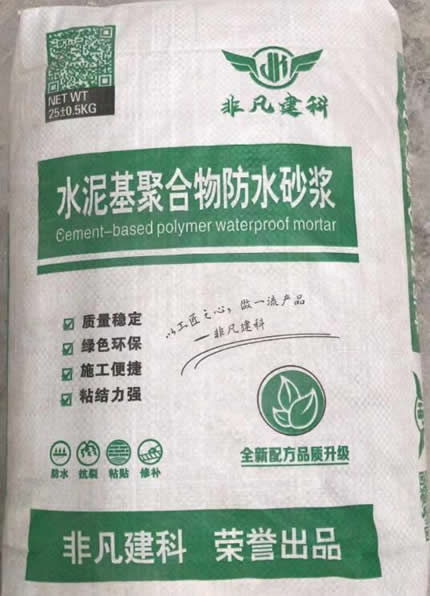 NET WT
25±0.5KG
非凡建科
水泥基聚合物防水砂浆
Cement-based polymer waterproof mortar
质量稳定
绿色环保
施工便捷
粘结力强
以工匠之心，做一流产品
—非凡建科
防水 抗裂 粘贴 修补
全新配方品质升级
非凡建科 荣誉出品